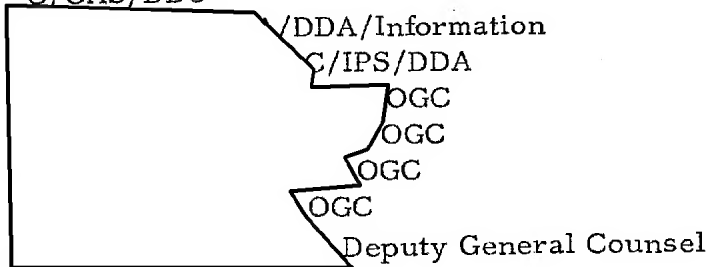 /DDA/Information
C/IPS/DDA
OGC
OGC
OGC
OGC
Deputy General Counsel